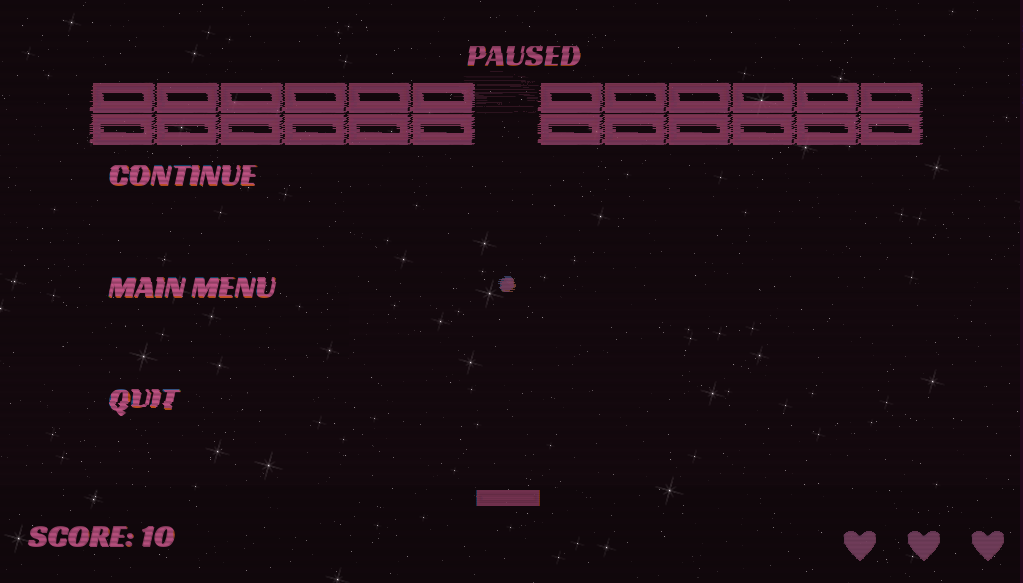 PAUSED
CONTINUE
MAIN MENU
QUIT
SCORE: 10